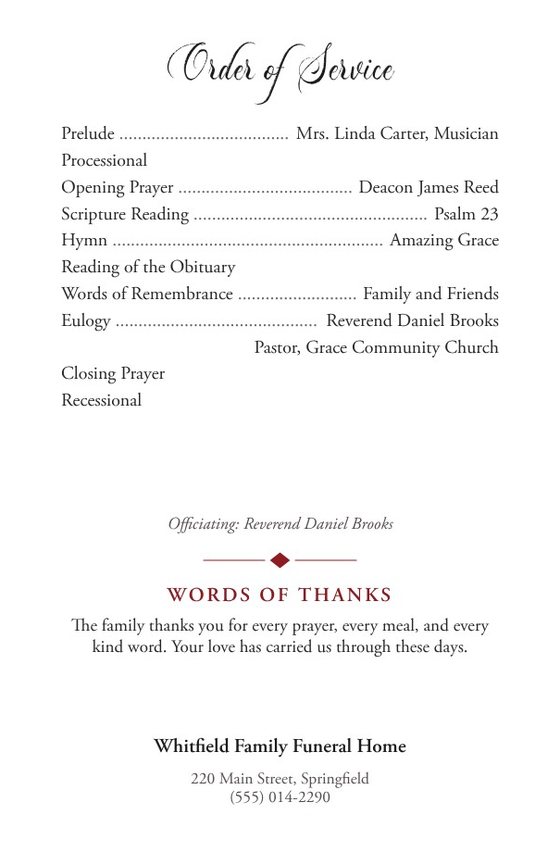 Order of Service
Prelude .................................... Mrs. Linda Carter, Musician
Processional
Opening Prayer ..................................... Deacon James Reed
Scripture Reading .................................................. Psalm 23
Hymn .......................................................... Amazing Grace
Reading of the Obituary
Words of Remembrance ......................... Family and Friends
Eulogy ........................................... Reverend Daniel Brooks
Pastor, Grace Community Church
Closing Prayer
Recessional
Officiating: Reverend Daniel Brooks
WORDS OF THANKS
The family thanks you for every prayer, every meal, and every
kind word. Your love has carried us through these days.
Whitfield Family Funeral Home
220 Main Street, Springfield
(555) 014-2290